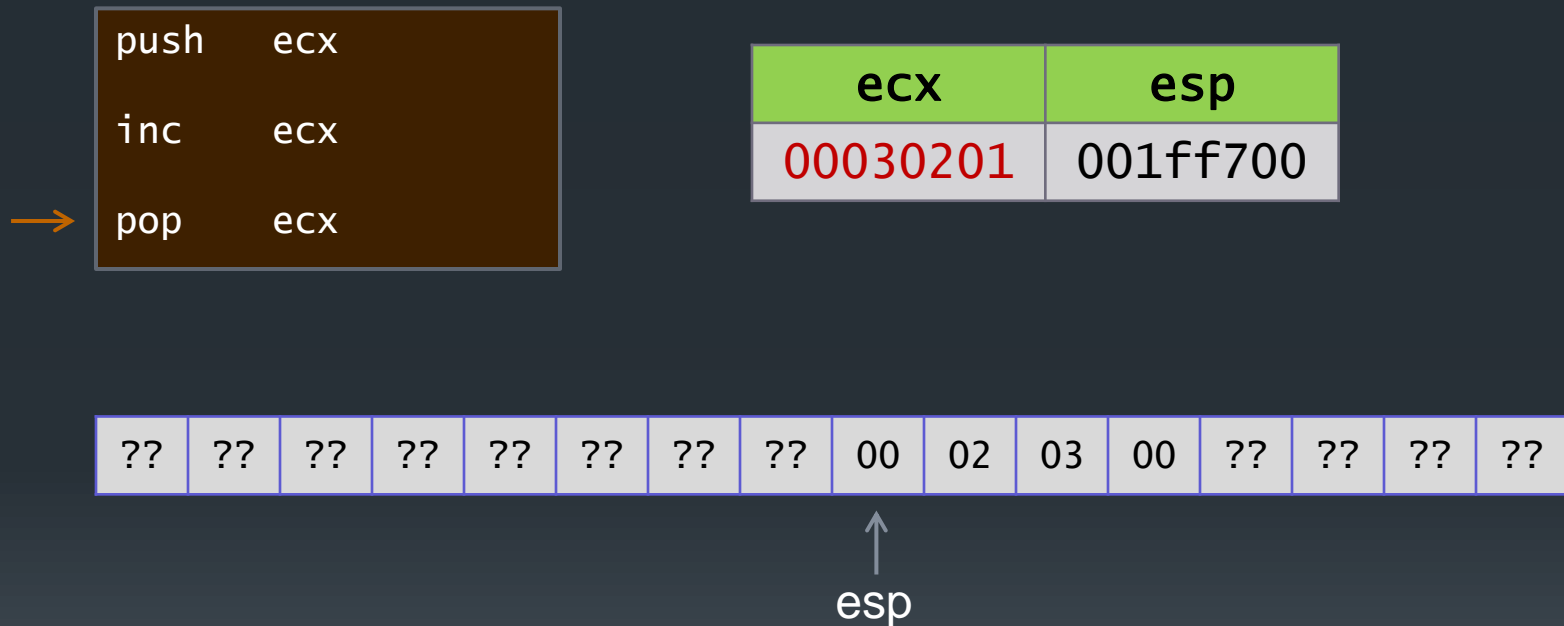 push ecx
inc ecx
pop ecx
ecx esp
00030201 001ff700
?? ?? ?? ?? ?? ?? ?? ?? 00 02 03 00 ?? ?? ?? ??
esp